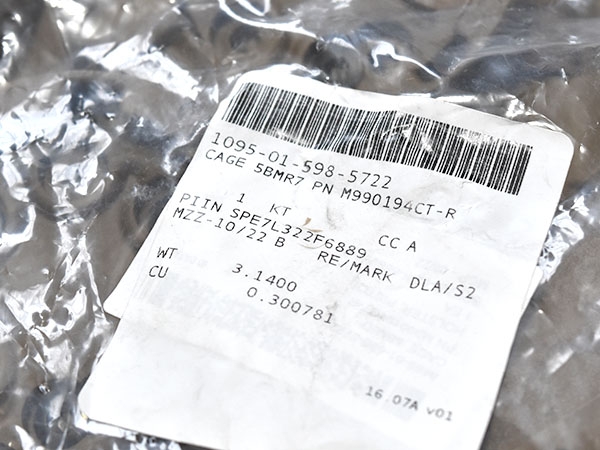 1095-01-598-5722
CAGE 5BMR7 PN M990194CT-R
1 KT CC A
PIIN SPE7L322F6889
MZZ-10/22 B RE/MARK DLA/S2
WT 3.1400
CU 0.300781
16.07A v01